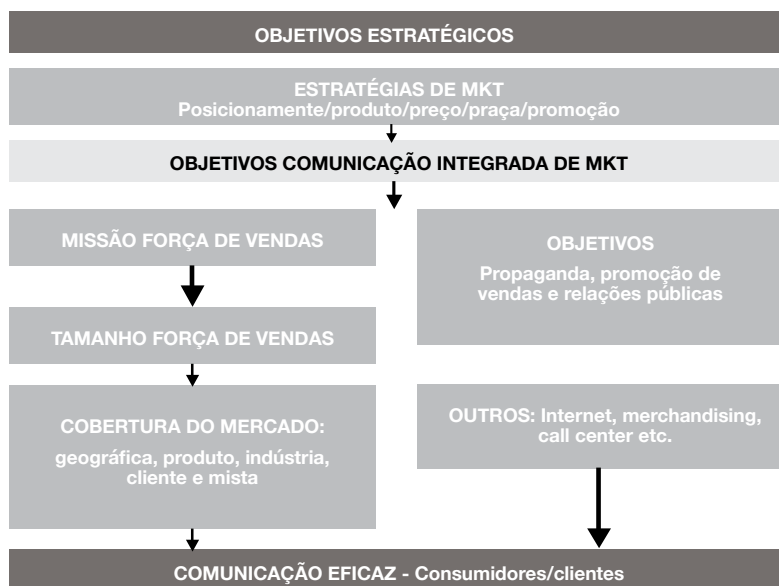 OBJETIVOS ESTRATÉGICOS
ESTRATÉGIAS DE MKT
Posicionamente/produto/preço/praça/promoção
OBJETIVOS COMUNICAÇÃO INTEGRADA DE MKT
MISSÃO FORÇA DE VENDAS
TAMANHO FORÇA DE VENDAS
COBERTURA DO MERCADO:
geográfica, produto, indústria,
cliente e mista
OBJETIVOS
Propaganda, promoção de
vendas e relações públicas
OUTROS: Internet, merchandising,
call center etc.
COMUNICAÇÃO EFICAZ - Consumidores/clientes